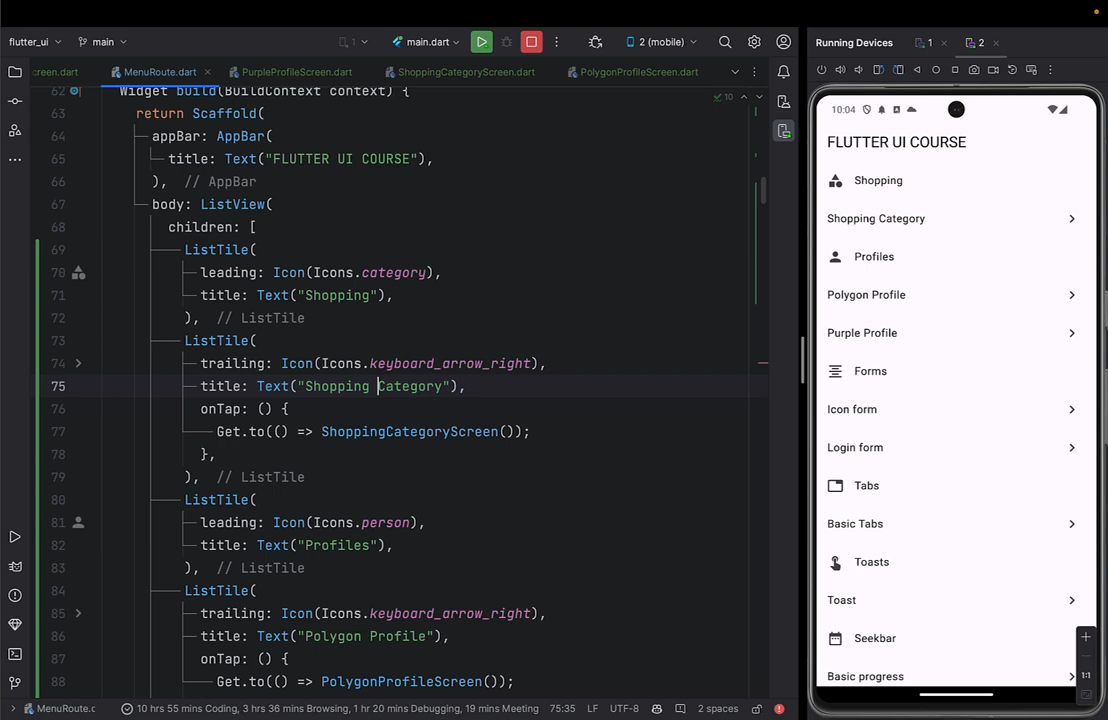 flutter_ui main 1 main.dart 2 (mobile) Running Devices 1 2
creen.dart MenuRoute.dart PurpleProfileScreen.dart ShoppingCategoryScreen.dart PolygonProfileScreen.dart
62 Widget build(BuildContext context) { 10
63 return Scaffold(
64 appBar: AppBar(
65 title: Text("FLUTTER UI COURSE"),
66 ), // AppBar
67 body: ListView(
68 children: [
69 ListTile(
70 leading: Icon(Icons.category),
71 title: Text("Shopping"),
72 ), // ListTile
73 ListTile(
74 trailing: Icon(Icons.keyboard_arrow_right),
75 title: Text("Shopping Category"),
76 onTap: () {
77 Get.to(() => ShoppingCategoryScreen());
78 },
79 ), // ListTile
80 ListTile(
81 leading: Icon(Icons.person),
82 title: Text("Profiles"),
83 ), // ListTile
84 ListTile(
85 trailing: Icon(Icons.keyboard_arrow_right),
86 title: Text("Polygon Profile"),
87 onTap: () {
88 Get.to(() => PolygonProfileScreen());
MenuRoute.c 10 hrs 55 mins Coding, 3 hrs 36 mins Browsing, 1 hr 20 mins Debugging, 19 mins Meeting 75:35 LF UTF-8 2 spaces
10:04
FLUTTER UI COURSE
Shopping
Shopping Category
Profiles
Polygon Profile
Purple Profile
Forms
Icon form
Login form
Tabs
Basic Tabs
Toasts
Toast
Seekbar
Basic progress
1:1